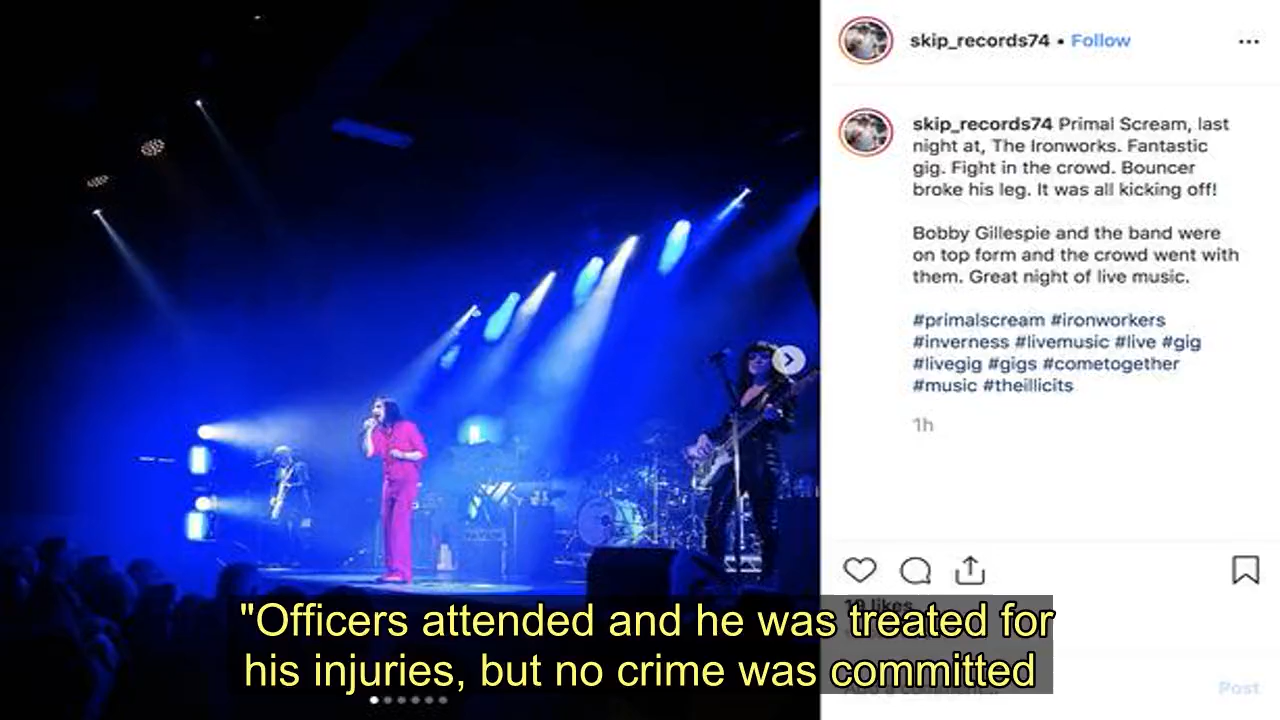 skip_records74 • Follow
skip_records74 Primal Scream, last
night at, The Ironworks. Fantastic
gig. Fight in the crowd. Bouncer
broke his leg. It was all kicking off!
Bobby Gillespie and the band were
on top form and the crowd went with
them. Great night of live music.
#primalscream #ironworkers
#inverness #livemusic #live #gig
#livegig #gigs #cometogether
#music #theillicits
1h
likes
"Officers attended and he was treated for
his injuries, but no crime was committed
Post